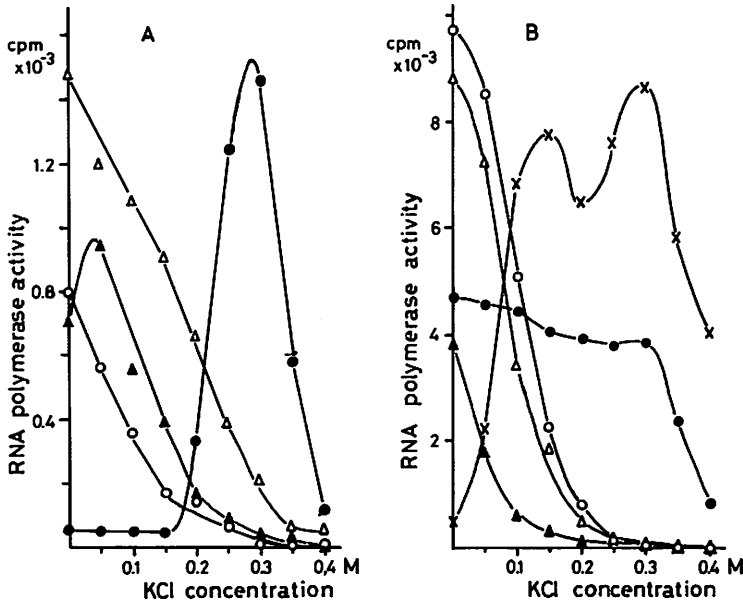 A
cpm
x10⁻³
1.2
0.8
0.4
RNA polymerase activity
0.1
0.2
0.3
0,4
M
KCl concentration
B
cpm
x10⁻³
8
6
4
2
RNA polymerase activity
0.1
0.2
0.3
0.4
M
KCl concentration